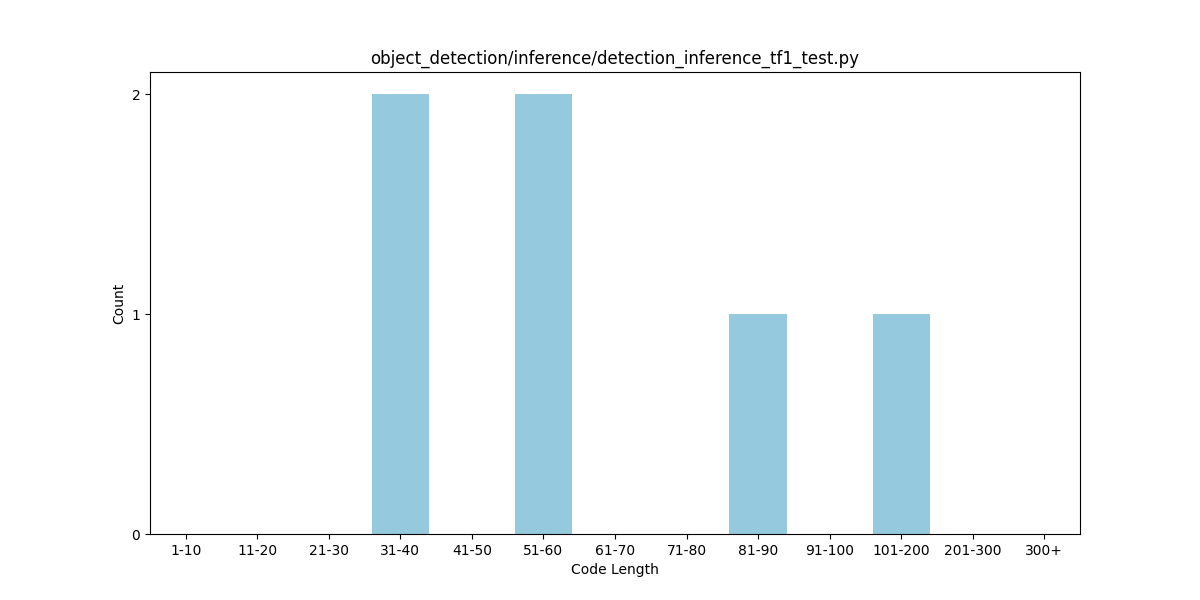 object_detection/inference/detection_inference_tf1_test.py
2
1
0
Count
1-10 11-20 21-30 31-40 41-50 51-60 61-70 71-80 81-90 91-100 101-200 201-300 300+
Code Length